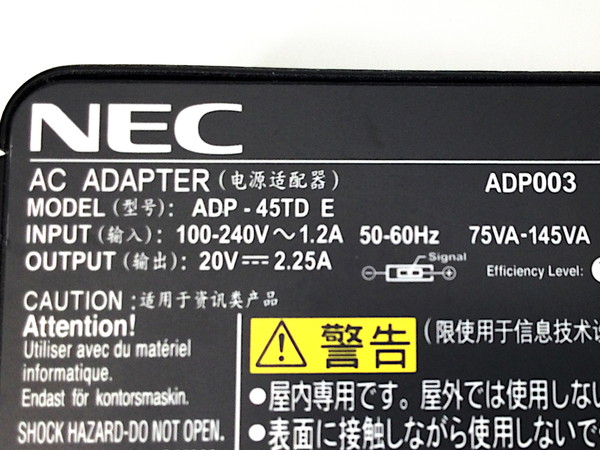 NEC
AC ADAPTER (电源适配器) ADP003
MODEL (型号): ADP-45TD E
INPUT (输入): 100-240V～1.2A 50-60Hz 75VA-145VA
OUTPUT (输出): 20V⎓2.25A Signal Efficiency Level:
CAUTION :适用于资讯类产品
Attention!
Utiliser avec du matériel
informatique.
Endast för kontorsmaskin.
SHOCK HAZARD-DO NOT OPEN.
⚠警告 (限使用于信息技术设
●屋内専用です。屋外では使用しない
●表面に接触しながら使用しないで